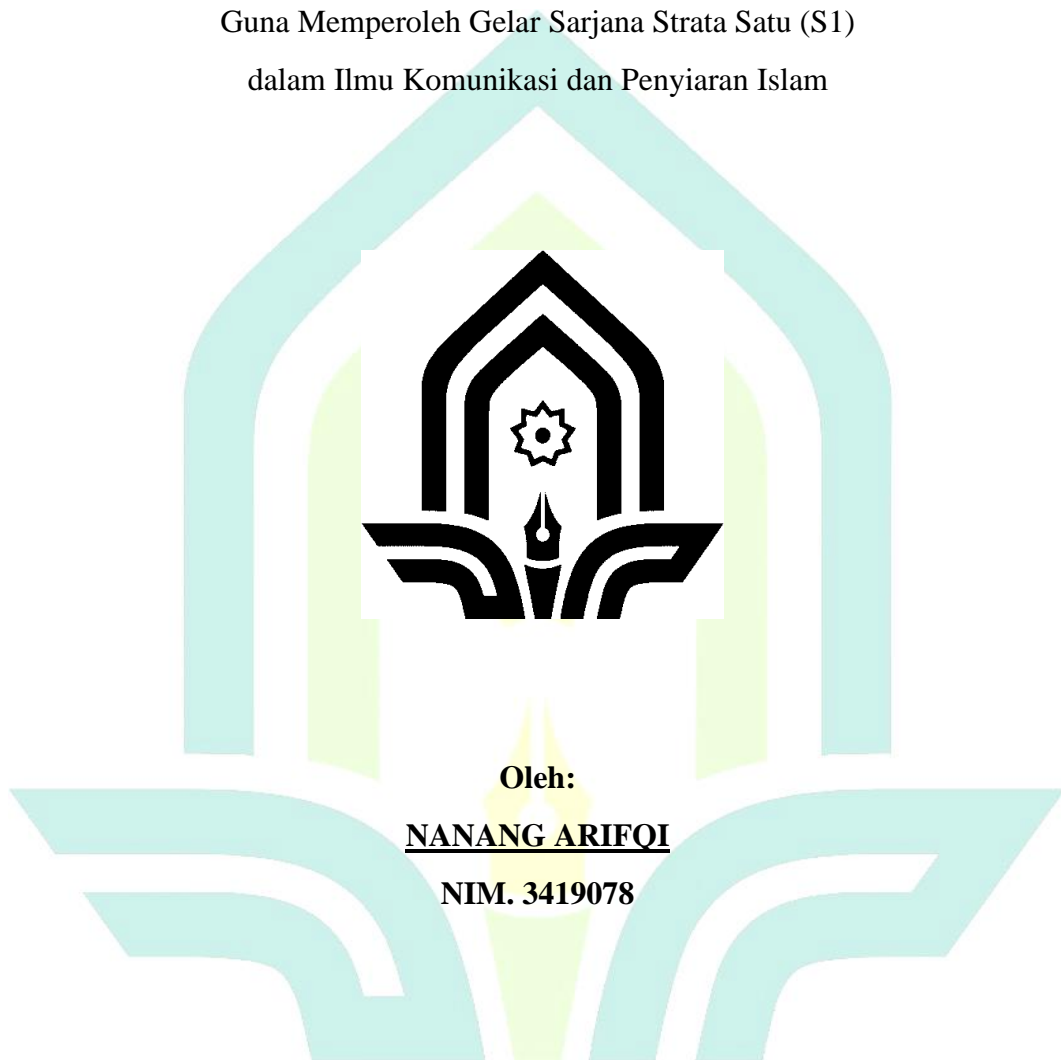 Guna Memperoleh Gelar Sarjana Strata Satu (S1)
dalam Ilmu Komunikasi dan Penyiaran Islam
Oleh:
NANANG ARIFQI
NIM. 3419078